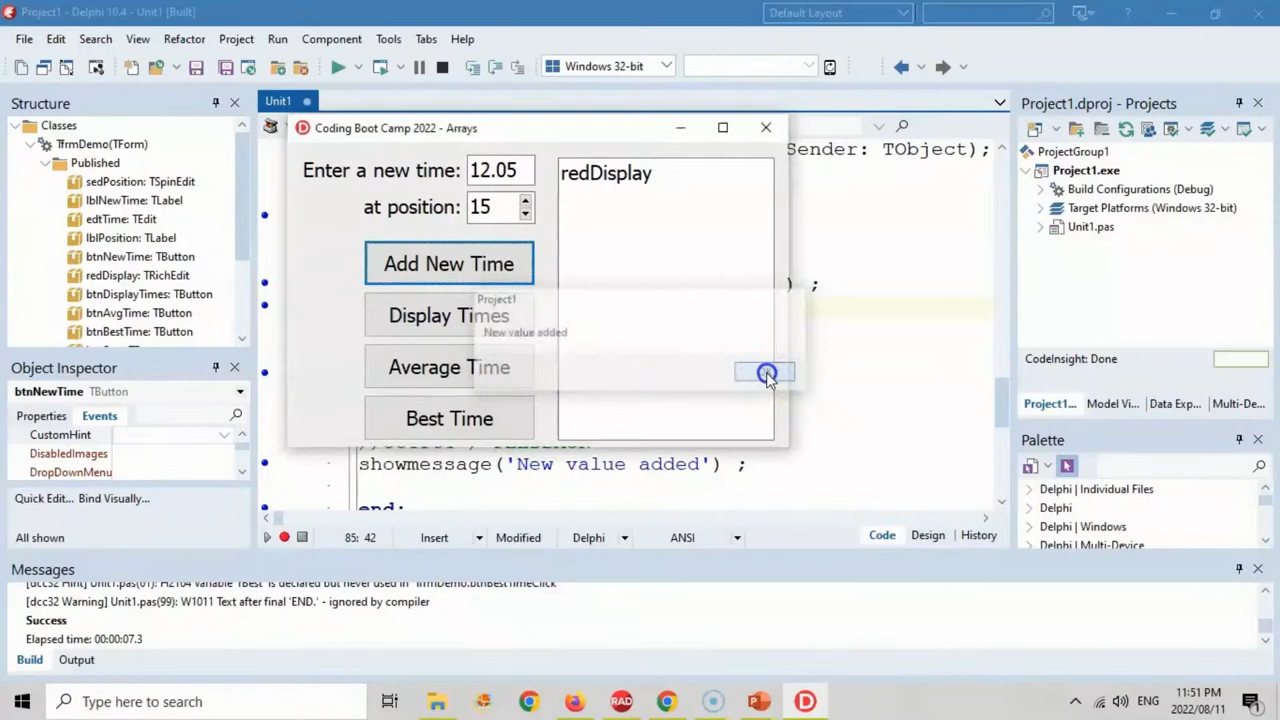 Project1 - Delphi 10.4 - Unit1 [Built]
Default Layout
File Edit Search View Refactor Project Run Component Tools Tabs Help
Windows 32-bit
Structure
Classes
TfrmDemo(TForm)
Published
sedPosition: TSpinEdit
lblNewTime: TLabel
edtTime: TEdit
lblPosition: TLabel
btnNewTime: TButton
redDisplay: TRichEdit
btnDisplayTimes: TButton
btnAvgTime: TButton
btnBestTime: TButton
Object Inspector
btnNewTime: TButton
Properties Events
CustomHint
DisabledImages
DropDownMenu
Quick Edit... Bind Visually...
All shown
Unit1
Sender: TObject);
) ;
Coding Boot Camp 2022 - Arrays
Enter a new time: 12.05
at position: 15
Add New Time
Display Times
Average Time
Best Time
redDisplay
Project1
New value added
showmessage('New value added') ;
end;
85: 42 Insert Modified Delphi ANSI
Code Design History
Project1.dproj - Projects
ProjectGroup1
Project1.exe
Build Configurations (Debug)
Target Platforms (Windows 32-bit)
Unit1.pas
CodeInsight: Done
Project1... Model Vi... Data Exp... Multi-De...
Palette
Delphi | Individual Files
Delphi
Delphi | Windows
Delphi | Multi-Device
Messages
[dcc32 Warning] Unit1.pas(99): W1011 Text after final 'END.' - ignored by compiler
Success
Elapsed time: 00:00:07.3
Build Output
Type here to search
RAD
ENG
11:51 PM
2022/08/11